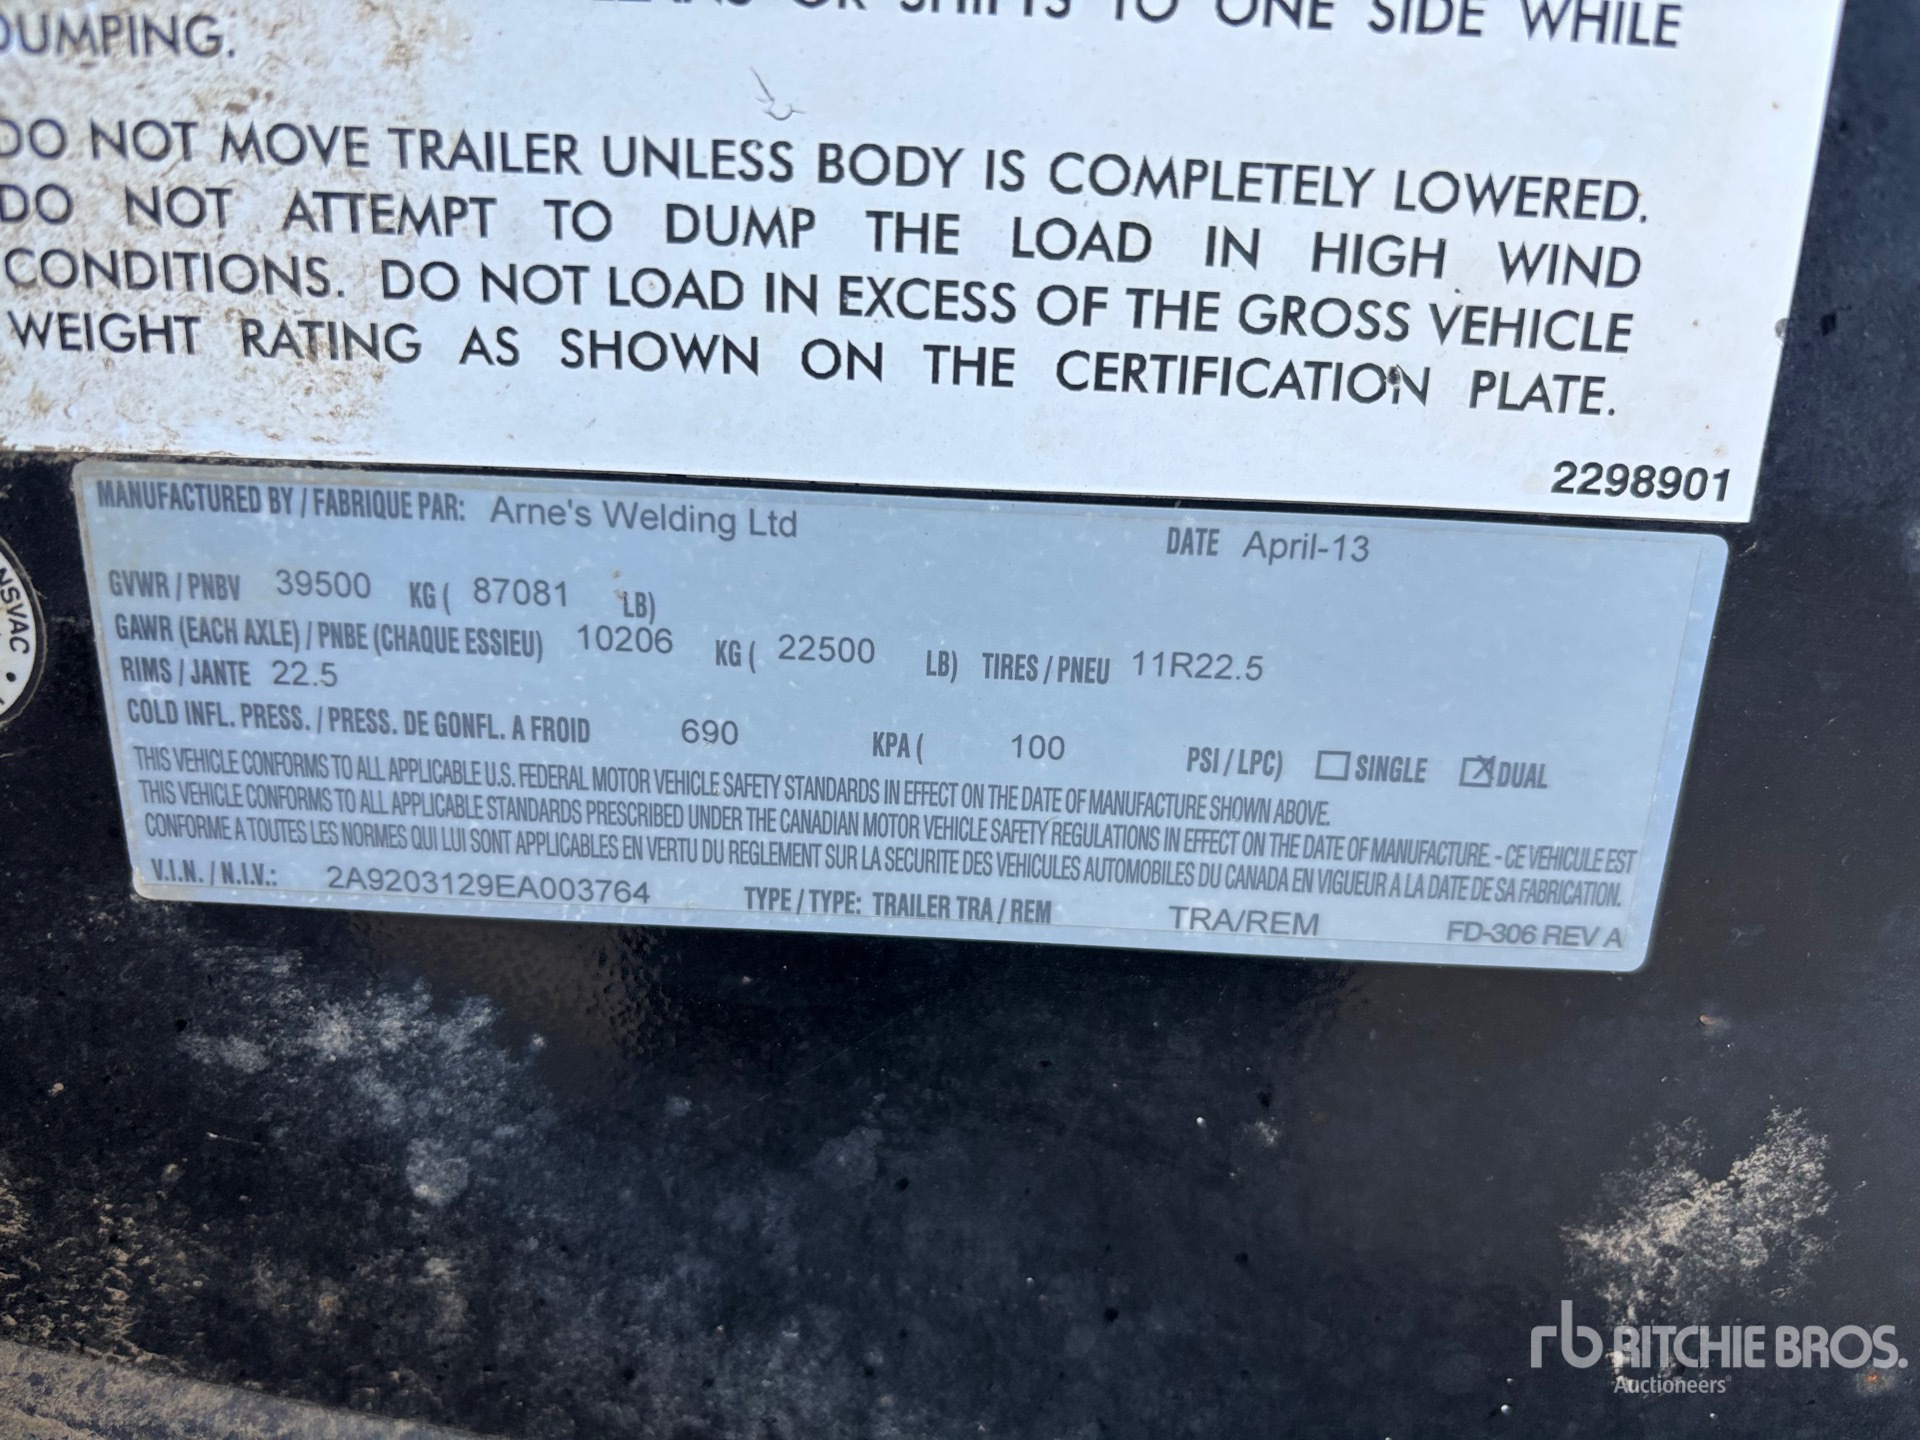 OR SHIFTS TO ONE SIDE WHILE
DUMPING.
DO NOT MOVE TRAILER UNLESS BODY IS COMPLETELY LOWERED.
DO NOT ATTEMPT TO DUMP THE LOAD IN HIGH WIND
CONDITIONS. DO NOT LOAD IN EXCESS OF THE GROSS VEHICLE
WEIGHT RATING AS SHOWN ON THE CERTIFICATION PLATE.
2298901
MANUFACTURED BY / FABRIQUE PAR: Arne's Welding Ltd DATE April-13
GVWR / PNBV 39500 KG ( 87081 LB)
GAWR (EACH AXLE) / PNBE (CHAQUE ESSIEU) 10206 KG ( 22500 LB) TIRES / PNEU 11R22.5
RIMS / JANTE 22.5
COLD INFL. PRESS. / PRESS. DE GONFL. A FROID 690 KPA ( 100 PSI / LPC) SINGLE DUAL
THIS VEHICLE CONFORMS TO ALL APPLICABLE U.S. FEDERAL MOTOR VEHICLE SAFETY STANDARDS IN EFFECT ON THE DATE OF MANUFACTURE SHOWN ABOVE.
THIS VEHICLE CONFORMS TO ALL APPLICABLE STANDARDS PRESCRIBED UNDER THE CANADIAN MOTOR VEHICLE SAFETY REGULATIONS IN EFFECT ON THE DATE OF MANUFACTURE. - CE VEHICULE EST
CONFORME A TOUTES LES NORMES QUI LUI SONT APPLICABLES EN VERTU DU REGLEMENT SUR LA SECURITE DES VEHICULES AUTOMOBILES DU CANADA EN VIGUEUR A LA DATE DE SA FABRICATION.
V.I.N. / N.I.V.: 2A9203129EA003764 TYPE / TYPE: TRAILER TRA / REM TRA/REM FD-306 REV A
NSVAC
rb RITCHIE BROS.
Auctioneers